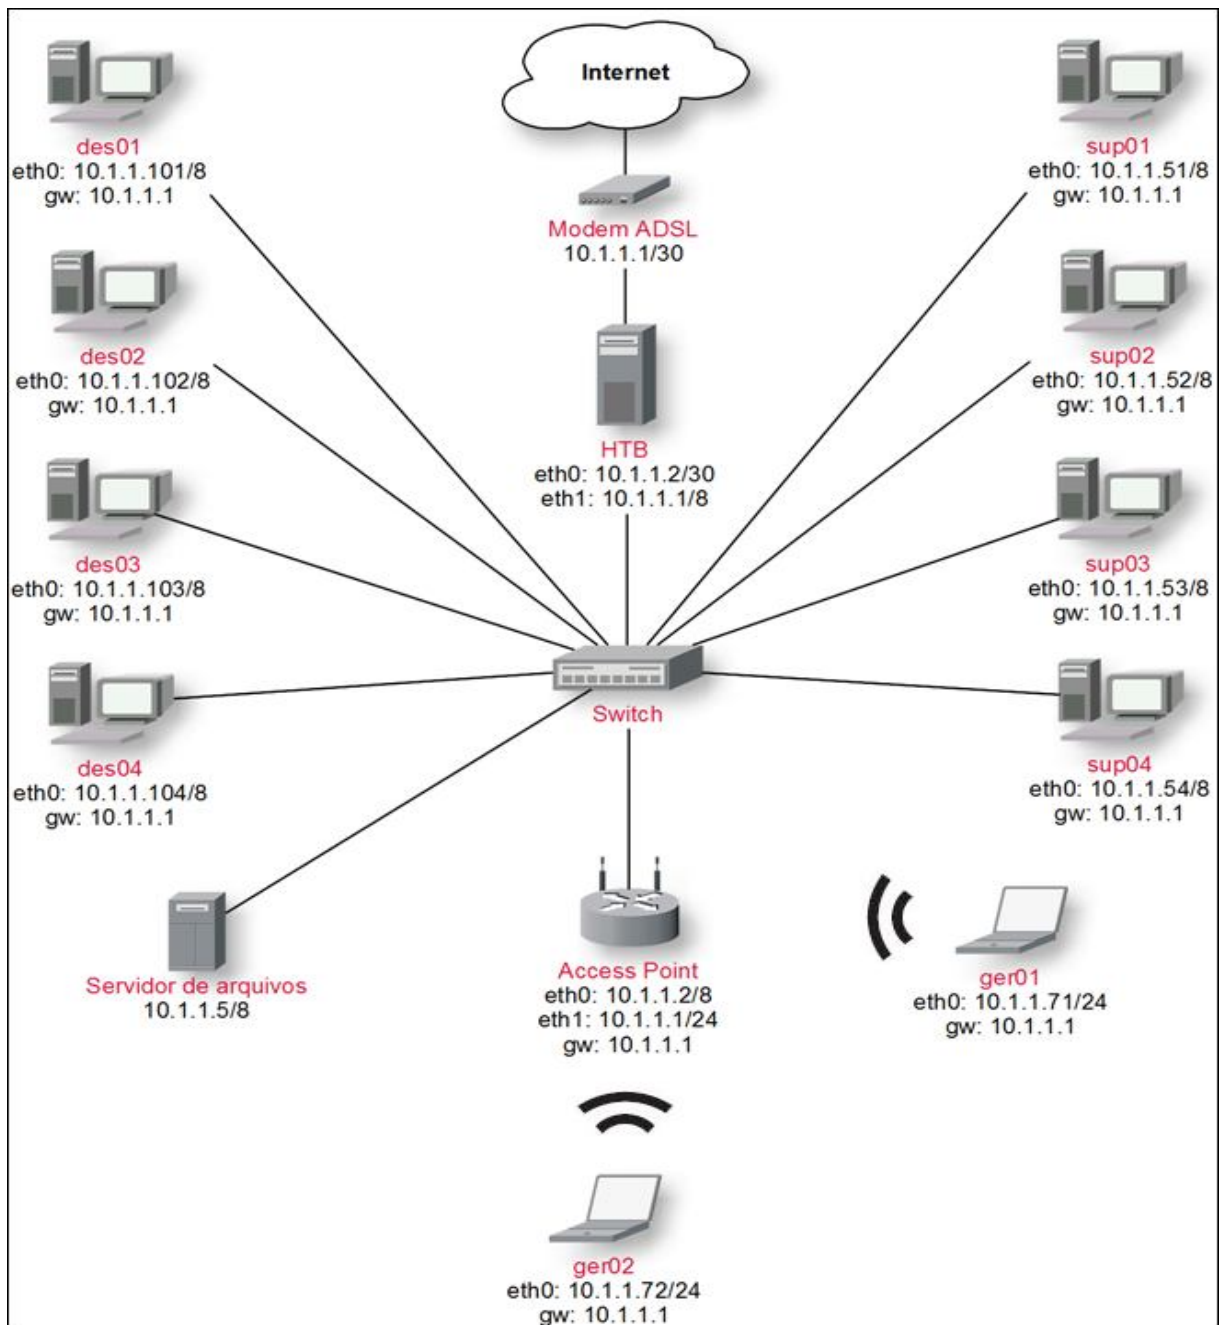 Internet
des01
eth0: 10.1.1.101/8
gw: 10.1.1.1
sup01
eth0: 10.1.1.51/8
gw: 10.1.1.1
Modem ADSL
10.1.1.1/30
des02
eth0: 10.1.1.102/8
gw: 10.1.1.1
sup02
eth0: 10.1.1.52/8
gw: 10.1.1.1
HTB
eth0: 10.1.1.2/30
eth1: 10.1.1.1/8
des03
eth0: 10.1.1.103/8
gw: 10.1.1.1
sup03
eth0: 10.1.1.53/8
gw: 10.1.1.1
Switch
des04
eth0: 10.1.1.104/8
gw: 10.1.1.1
sup04
eth0: 10.1.1.54/8
gw: 10.1.1.1
Servidor de arquivos
10.1.1.5/8
Access Point
eth0: 10.1.1.2/8
eth1: 10.1.1.1/24
gw: 10.1.1.1
ger01
eth0: 10.1.1.71/24
gw: 10.1.1.1
ger02
eth0: 10.1.1.72/24
gw: 10.1.1.1